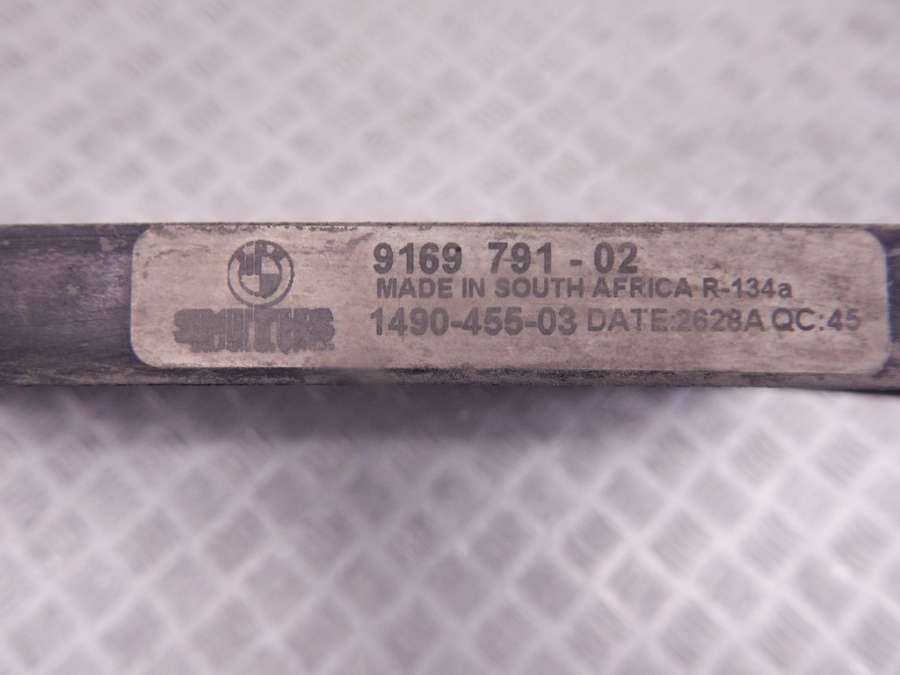 9169 791 - 02
MADE IN SOUTH AFRICA R-134a
1490-455-03 DATE:2628A QC:45